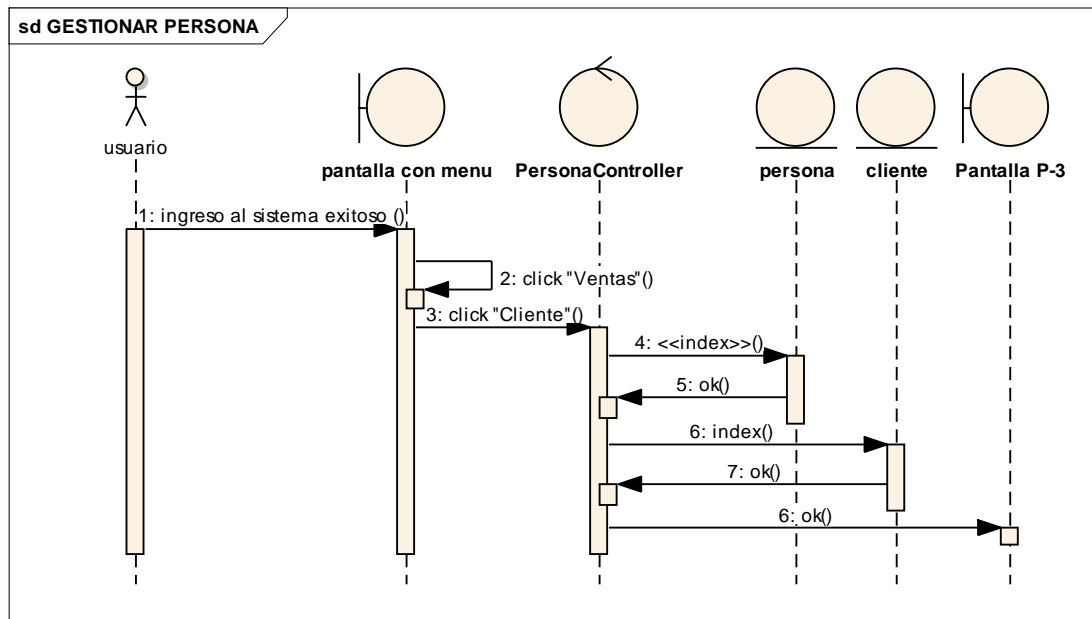 sd GESTIONAR PERSONA
usuario
pantalla con menu
PersonaController
persona
cliente
Pantalla P-3
1: ingreso al sistema exitoso ()
2: click "Ventas"()
3: click "Cliente"()
4: <<index>>()
5: ok()
6: index()
7: ok()
6: ok()